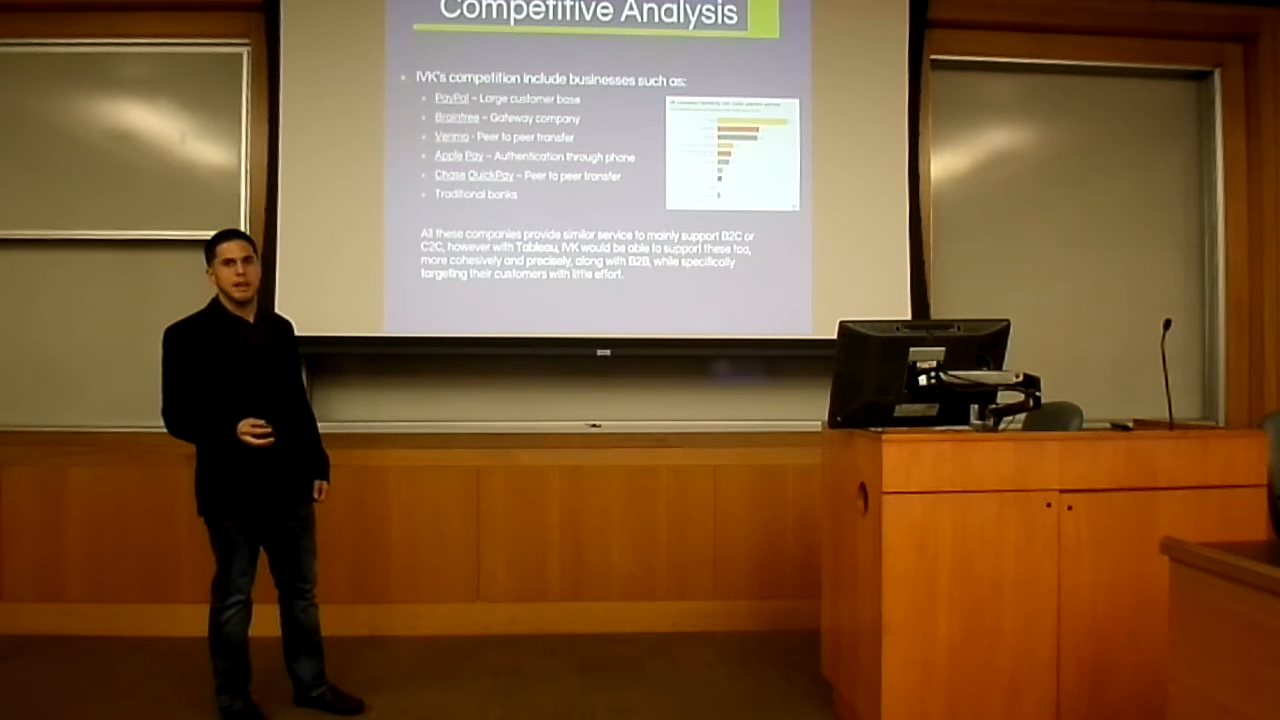 Competitive Analysis
IVK's competition include businesses such as:
PayPal – Large customer base
Braintree – Gateway company
Venmo - Peer to peer transfer
Apple Pay – Authentication through phone
Chase QuickPay – Peer to peer transfer
Traditional banks
All these companies provide similar service to mainly support B2C or
C2C, however with Tableau, IVK would be able to support these too,
more cohesively and precisely, along with B2B, while specifically
targeting their customers with little effort.